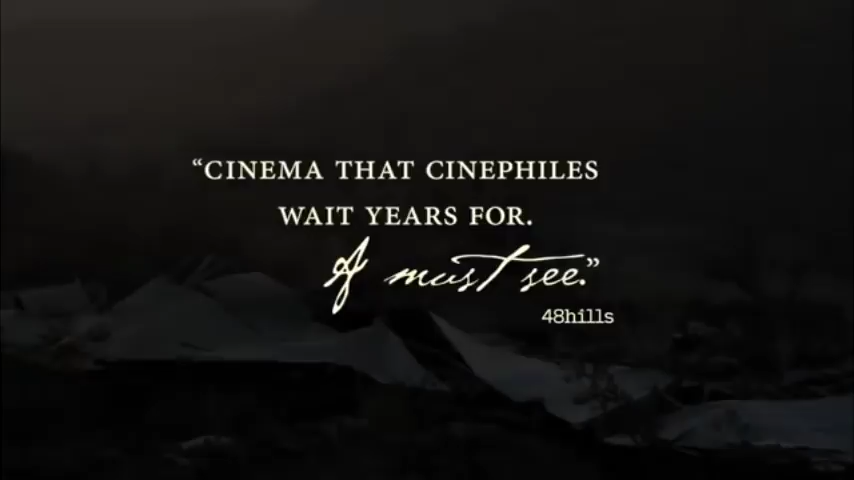 “CINEMA THAT CINEPHILES
WAIT YEARS FOR.
A must see.”
48hills